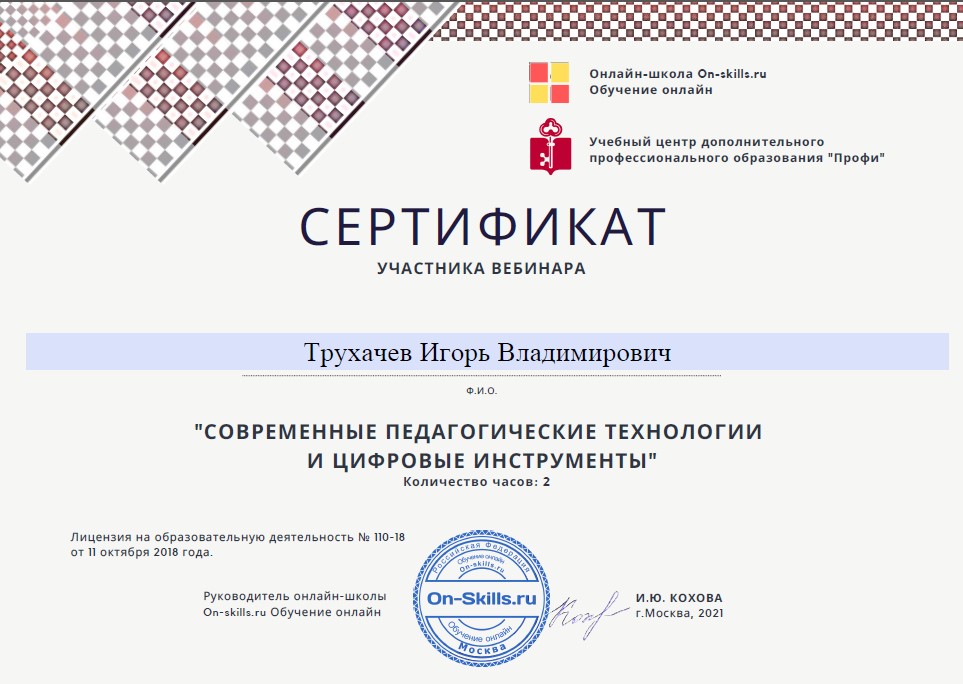 Онлайн-школа On-skills.ru
Обучение онлайн
Учебный центр дополнительного
профессионального образования "Профи"
СЕРТИФИКАТ
УЧАСТНИКА ВЕБИНАРА
Трухачев Игорь Владимирович
Ф.И.О.
"СОВРЕМЕННЫЕ ПЕДАГОГИЧЕСКИЕ ТЕХНОЛОГИИ
И ЦИФРОВЫЕ ИНСТРУМЕНТЫ"
Количество часов: 2
Лицензия на образовательную деятельность № 110-18
от 11 октября 2018 года.
Руководитель онлайн-школы
On-skills.ru Обучение онлайн
Российская Федерация
Обучение онлайн
On-skills.ru
On-Skills.ru
Обучение онлайн
Москва
И.Ю. КОХОВА
г.Москва, 2021